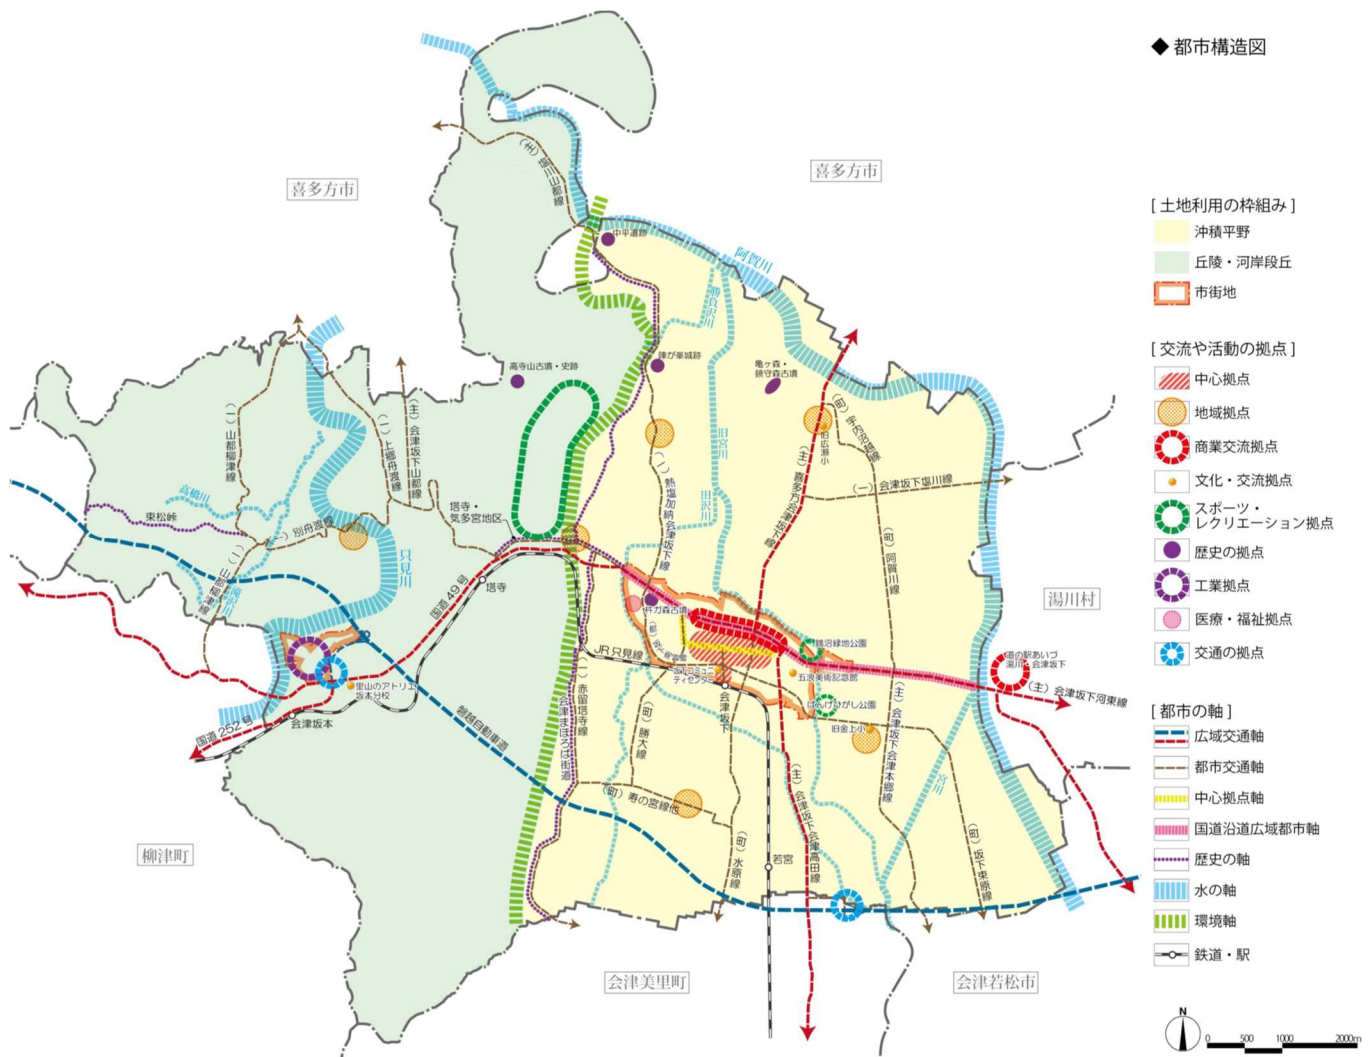 ◆ 都市構造図
喜多方市
喜多方市
湯川村
柳津町
会津美里町
会津若松市
[ 土地利用の枠組み ]
沖積平野
丘陵・河岸段丘
市街地
[ 交流や活動の拠点 ]
中心拠点
地域拠点
商業交流拠点
文化・交流拠点
スポーツ・
レクリエーション拠点
歴史の拠点
工業拠点
医療・福祉拠点
交通の拠点
[ 都市の軸 ]
広域交通軸
都市交通軸
中心拠点軸
国道沿道広域都市軸
歴史の軸
水の軸
環境軸
鉄道・駅
N
0 500 1000 2000m
中平遺跡
阿賀川
陣が峯城跡
高寺山古墳・史跡
亀ヶ森・
鎮守森古墳
旧広瀬小
旧宮川
田沢川
(一) 山都柳津線
(一) 上郷舟渡線
(主) 会津坂下山都線
高橋川
束松峠
只見川
塔寺・
気多宮地区
塔寺
国道49号
(一) 熱塩加納会津坂下線
(主) 喜多方会津坂下線
(一) 会津坂下塩川線
(町) 阿賀川線
杵ガ森古墳
JR 只見線
鶴沼緑地公園
五浪美術記念館
会津坂下
ばんげひがし公園
旧金上小
道の駅あいづ
湯川・会津坂下
(主) 会津坂下河東線
里山のアトリエ
坂本分校
会津坂本
国道252号
磐越自動車道
(一) 赤留塔寺線
会津まほろば街道
(町) 勝大線
(町) 寿の宮線他
(町) 水原線
若宮
(主) 会津坂下会津高田線
(主) 会津坂下会津本郷線
宮川
(町) 坂下東原線